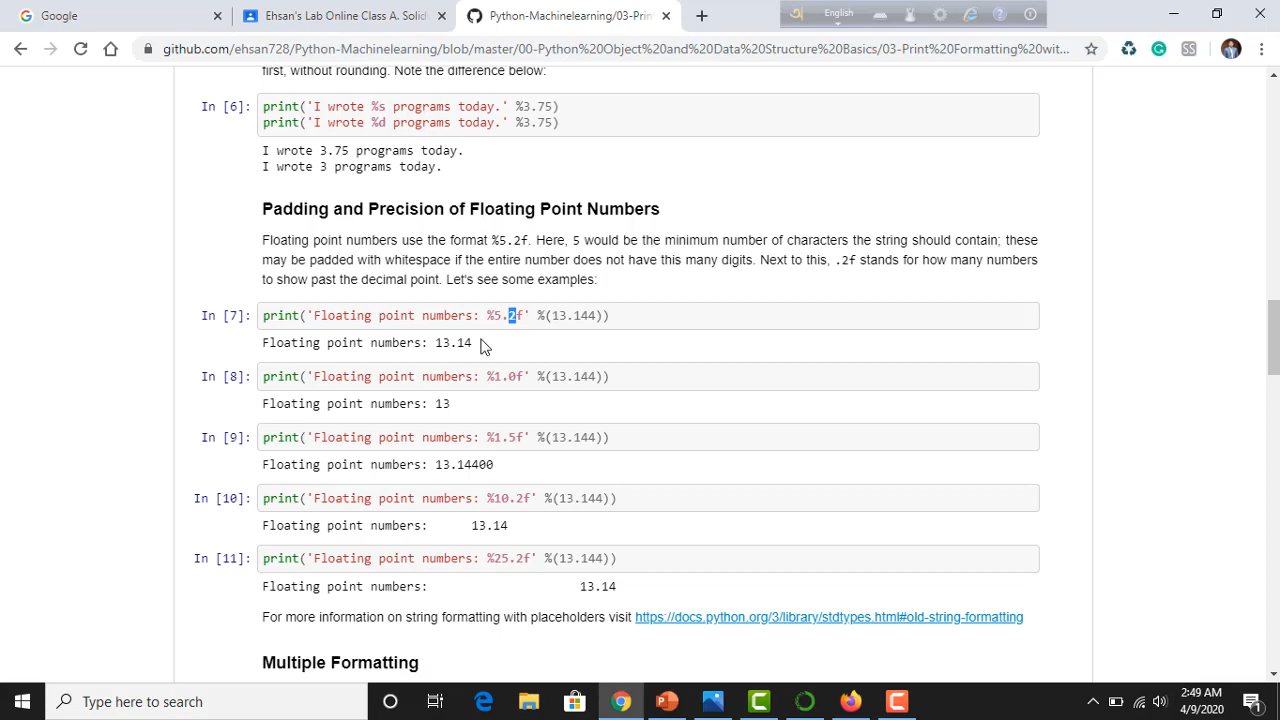 Google
Ehsan's Lab Online Class A. Solid
Python-Machinelearning/03-Prin
English
github.com/ehsan728/Python-Machinelearning/blob/master/00-Python%20Object%20and%20Data%20Structure%20Basics/03-Print%20Formatting%20wit...
first, without rounding. Note the difference below:
In [6]: print('I wrote %s programs today.' %3.75)
print('I wrote %d programs today.' %3.75)
I wrote 3.75 programs today.
I wrote 3 programs today.
Padding and Precision of Floating Point Numbers
Floating point numbers use the format %5.2f. Here, 5 would be the minimum number of characters the string should contain; these
may be padded with whitespace if the entire number does not have this many digits. Next to this, .2f stands for how many numbers
to show past the decimal point. Let's see some examples:
In [7]: print('Floating point numbers: %5.2f' %(13.144))
Floating point numbers: 13.14
In [8]: print('Floating point numbers: %1.0f' %(13.144))
Floating point numbers: 13
In [9]: print('Floating point numbers: %1.5f' %(13.144))
Floating point numbers: 13.14400
In [10]: print('Floating point numbers: %10.2f' %(13.144))
Floating point numbers:      13.14
In [11]: print('Floating point numbers: %25.2f' %(13.144))
Floating point numbers:                     13.14
For more information on string formatting with placeholders visit https://docs.python.org/3/library/stdtypes.html#old-string-formatting
Multiple Formatting
Type here to search
2:49 AM
4/9/2020